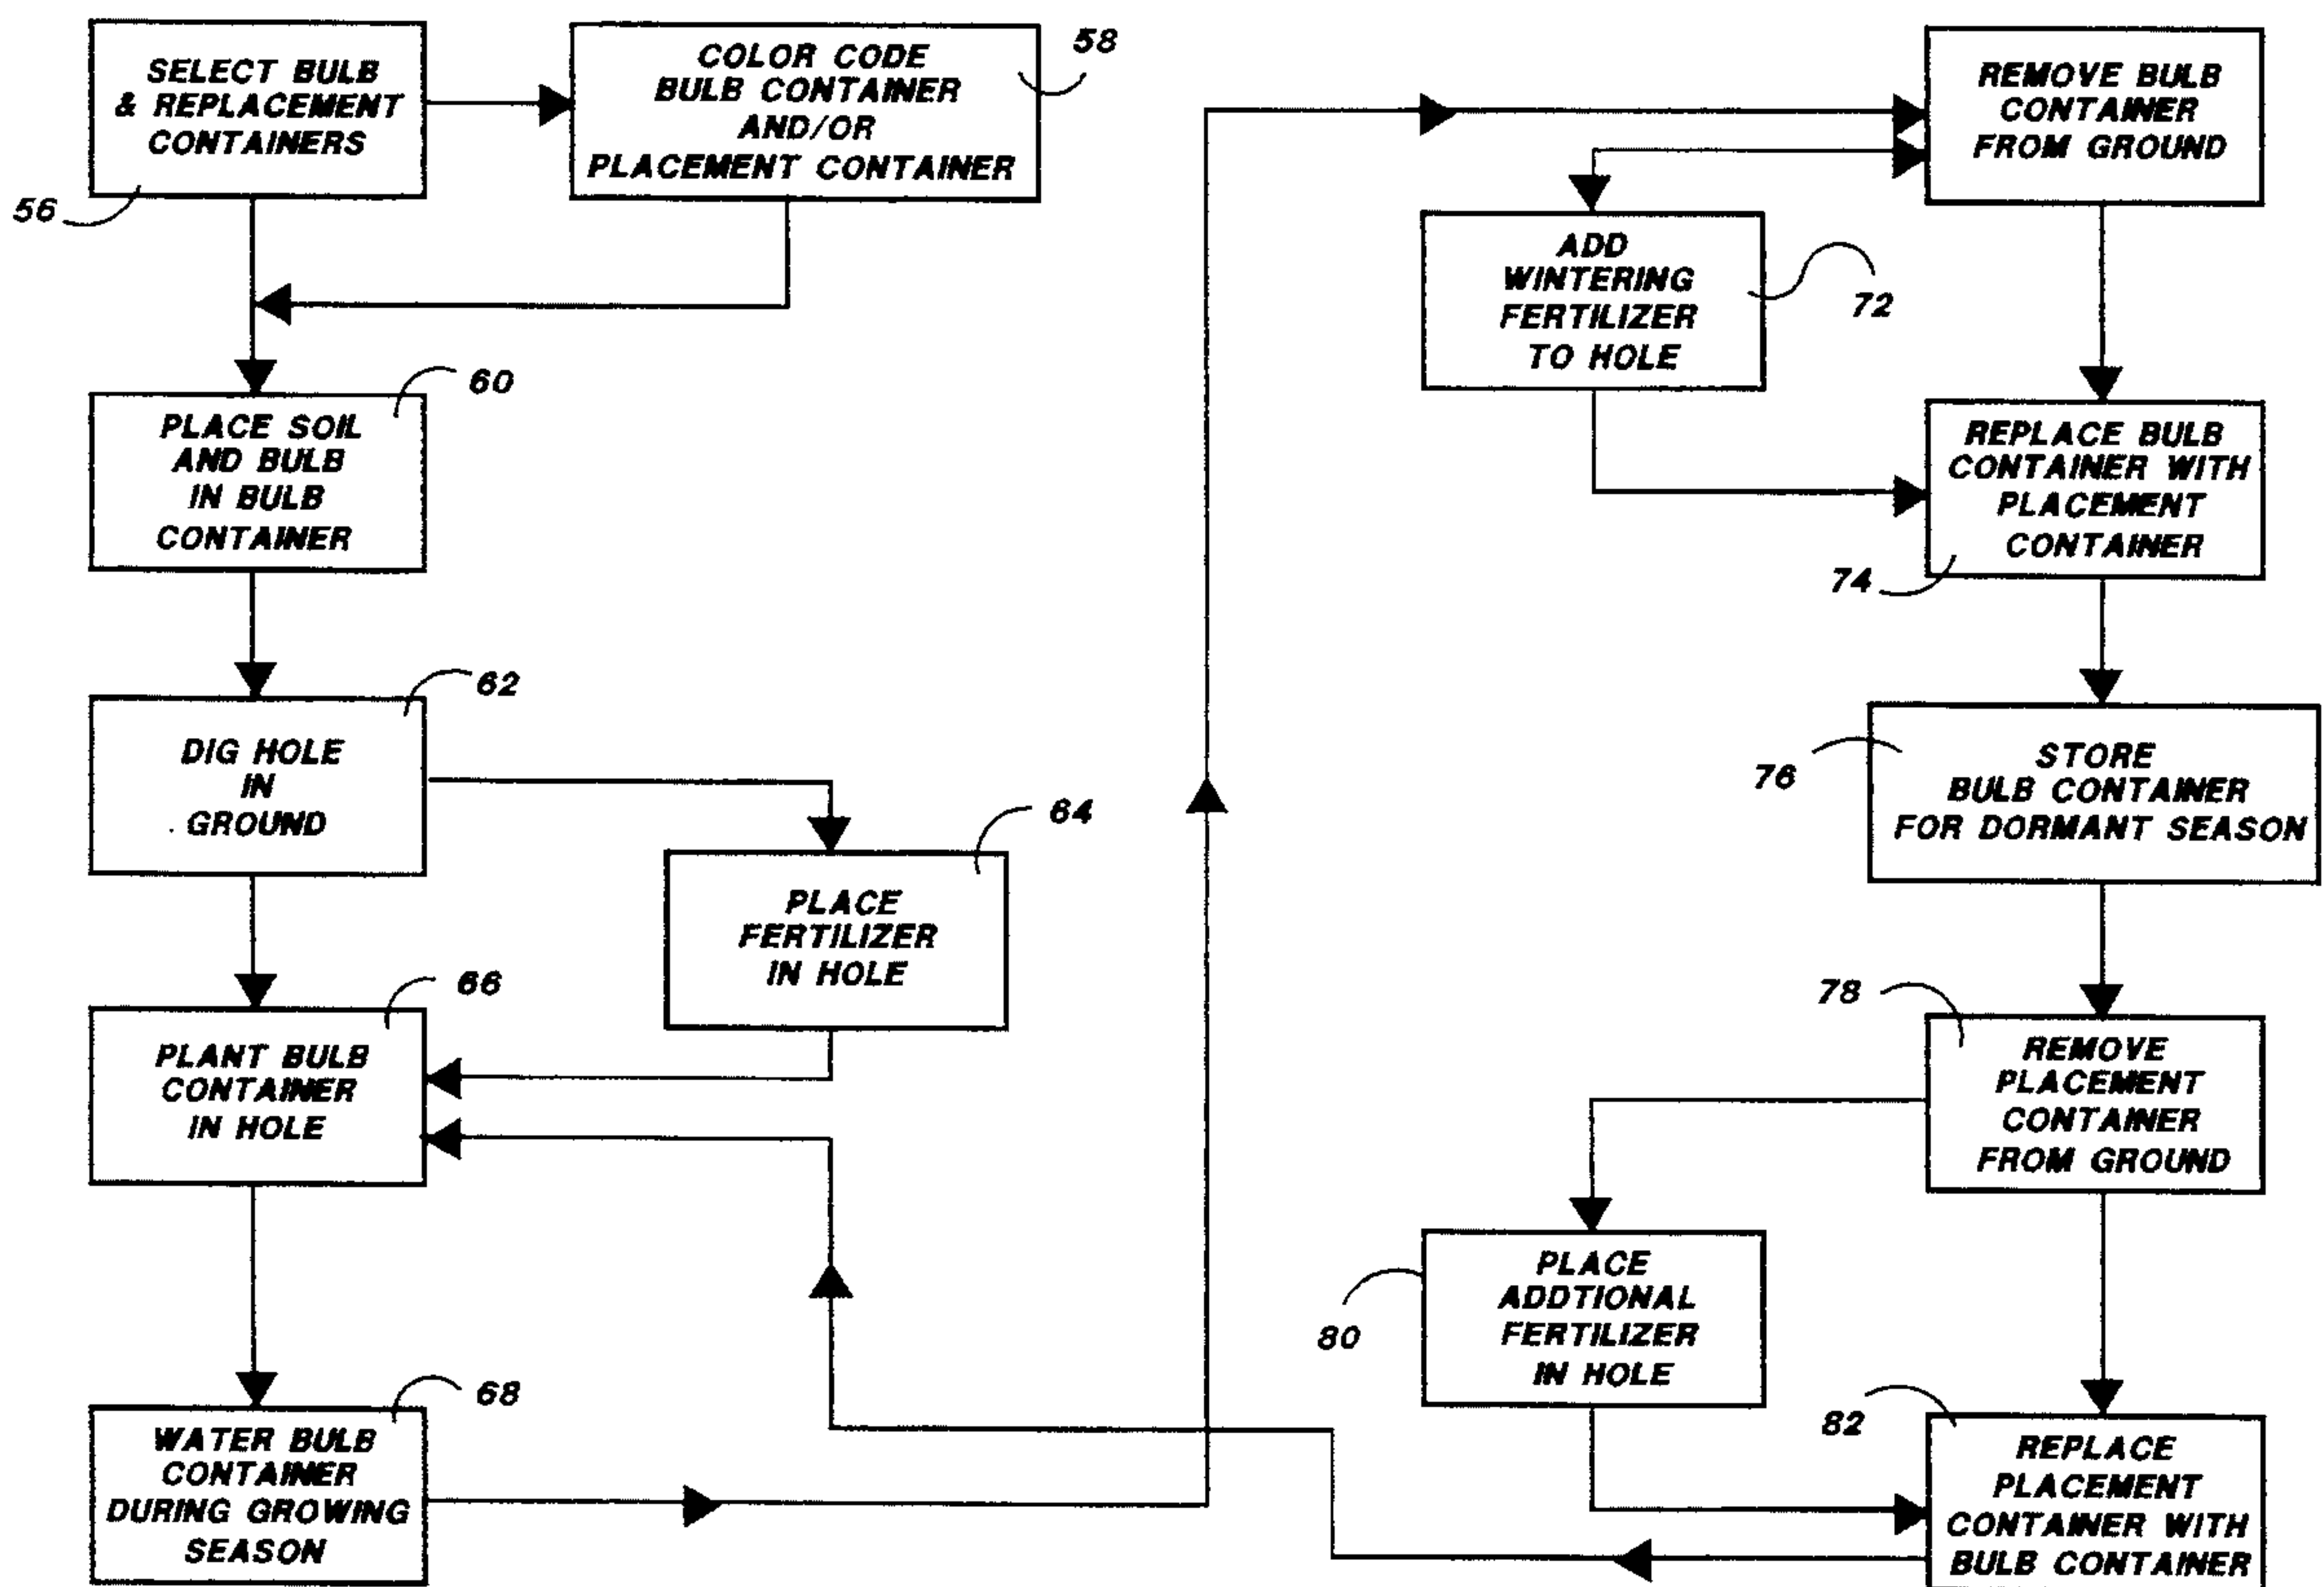 SELECT BULB
& REPLACEMENT
CONTAINERS
56
COLOR CODE
BULB CONTAINER
AND/OR
PLACEMENT CONTAINER
58
PLACE SOIL
AND BULB
IN BULB
CONTAINER
60
DIG HOLE
IN
GROUND
62
PLACE
FERTILIZER
IN HOLE
64
PLANT BULB
CONTAINER
IN HOLE
66
WATER BULB
CONTAINER
DURING GROWING
SEASON
68
REMOVE BULB
CONTAINER
FROM GROUND
ADD
WINTERING
FERTILIZER
TO HOLE
72
REPLACE BULB
CONTAINER WITH
PLACEMENT
CONTAINER
74
STORE
BULB CONTAINER
FOR DORMANT SEASON
76
REMOVE
PLACEMENT
CONTAINER
FROM GROUND
78
PLACE
ADDTIONAL
FERTILIZER
IN HOLE
80
REPLACE
PLACEMENT
CONTAINER WITH
BULB CONTAINER
82